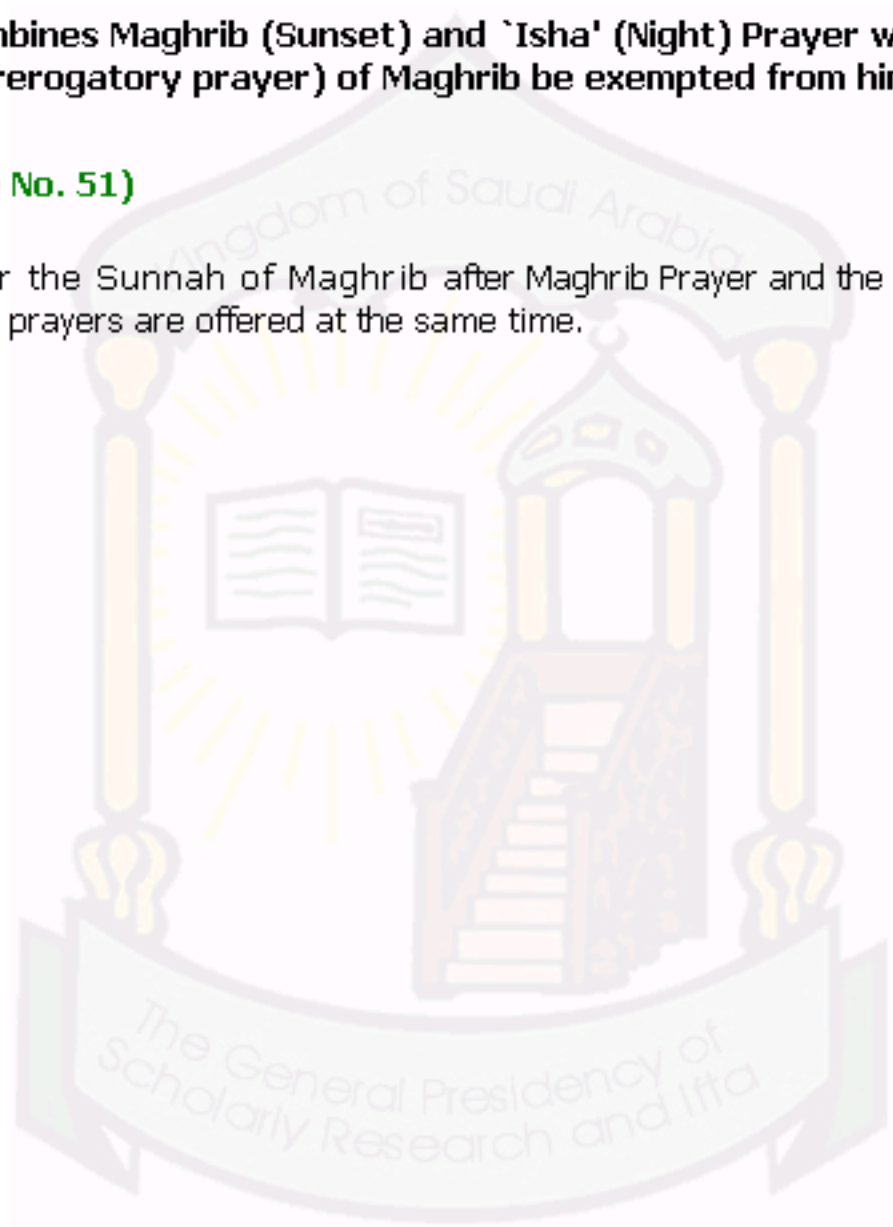 nbines Maghrib (Sunset) and `Isha' (Night) Prayer w
rerogatory prayer) of Maghrib be exempted from hi
No. 51)
r the Sunnah of Maghrib after Maghrib Prayer and the
prayers are offered at the same time.
Kingdom of Saudi Arabia
The General Presidency of
Scholarly Research and Ifta